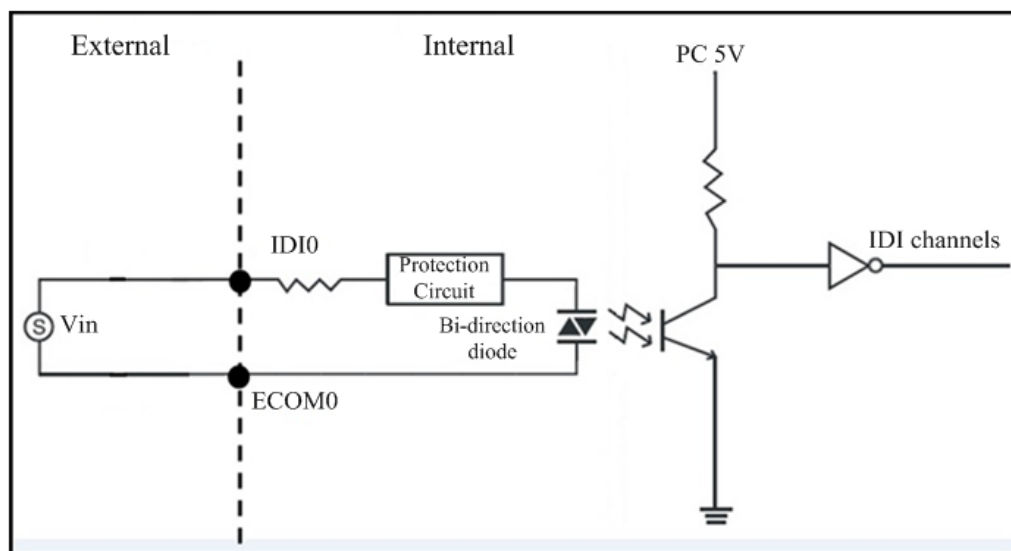 External
Internal
PC 5V
IDI0
IDI channels
Protection
Circuit
S
Vin
Bi-direction
diode
ECOM0